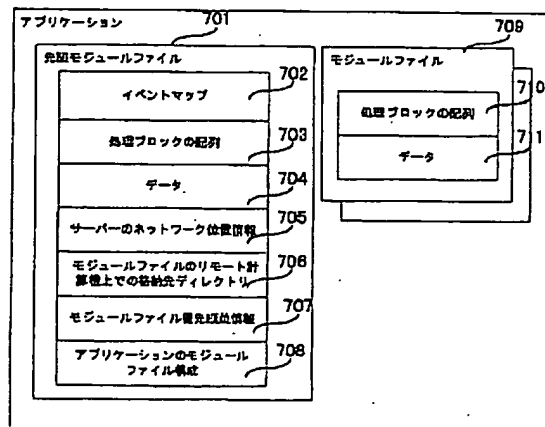 アプリケーション
701
先頭モジュールファイル
702
イベントマップ
703
処理ブロックの配列
704
データ
705
サーバーのネットワーク位置情報
706
モジュールファイルのリモート計
算機上での格納先ディレクトリ
707
モジュールファイル優先順位情報
708
アプリケーションのモジュール
ファイル構成
709
モジュールファイル
710
処理ブロックの配列
711
データ